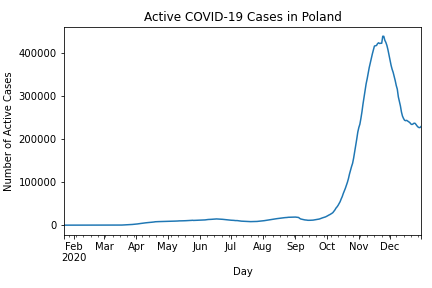 Active COVID-19 Cases in Poland
Number of Active Cases
400000
300000
200000
100000
0
Feb Mar Apr May Jun Jul Aug Sep Oct Nov Dec
2020
Day